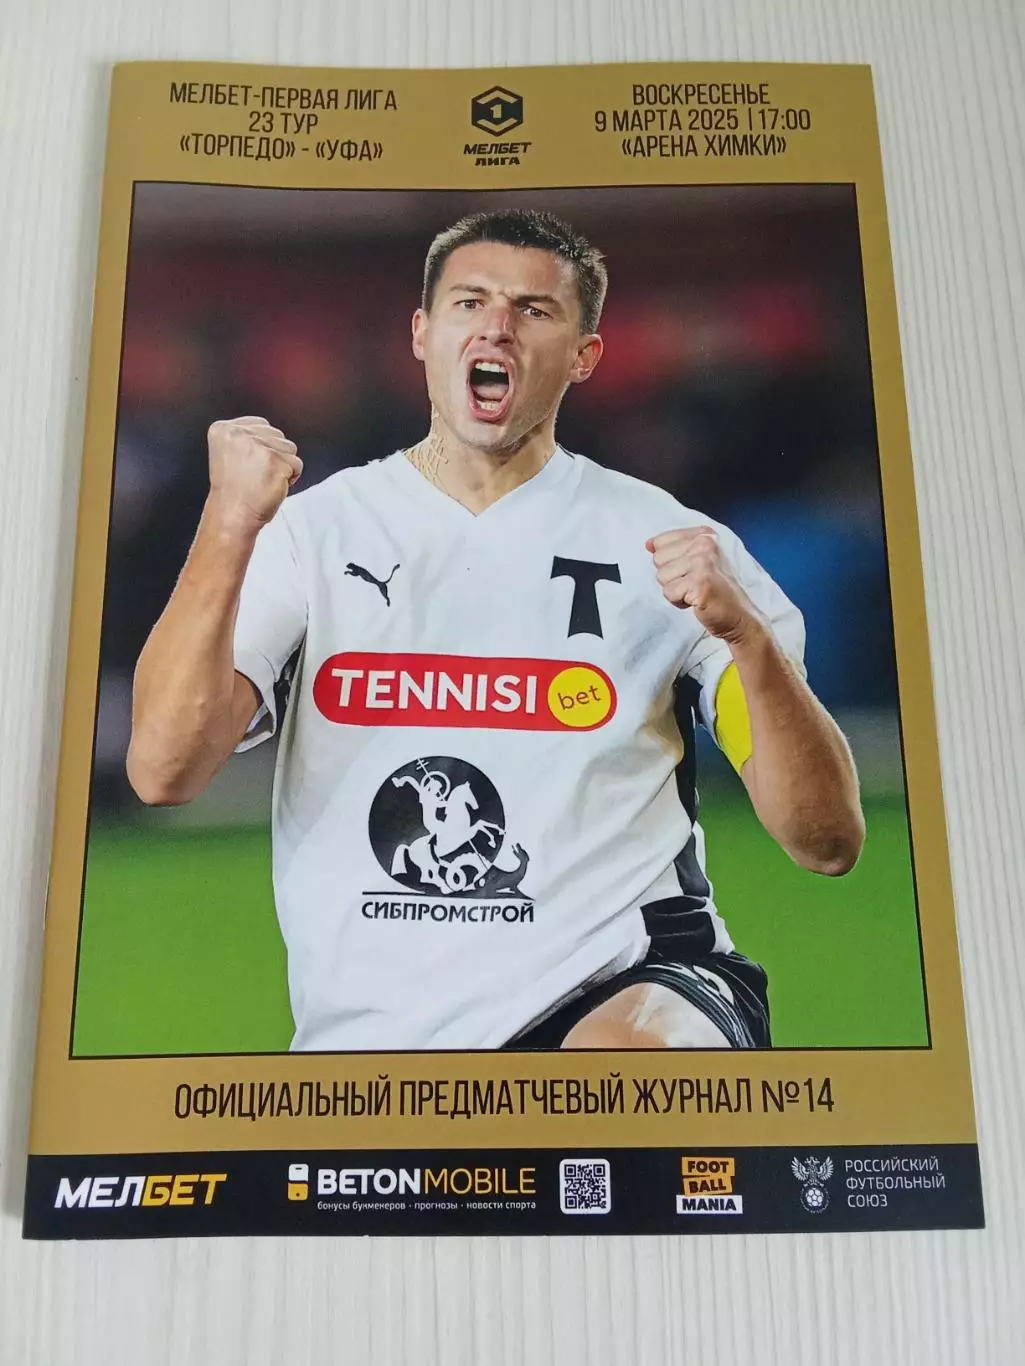 МЕЛБЕТ-ПЕРВАЯ ЛИГА
23 ТУР
«ТОРПЕДО» - «УФА»
1
МЕЛБЕТ
ЛИГА
ВОСКРЕСЕНЬЕ
9 МАРТА 2025 | 17:00
«АРЕНА ХИМКИ»
T
TENNISI bet
СИБПРОМСТРОЙ
ОФИЦИАЛЬНЫЙ ПРЕДМАТЧЕВЫЙ ЖУРНАЛ №14
МЕЛБЕТ
BETONMOBILE
бонусы букмекеров • прогнозы • новости спорта
FOOT
BALL
MANIA
РОССИЙСКИЙ
ФУТБОЛЬНЫЙ
СОЮЗ